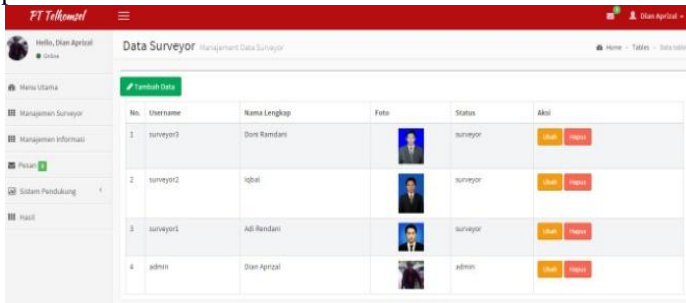 PT Telkomsel
Dian Aprizal
Hello, Dian Aprizal
Online
Data Surveyor Manajemen Data Surveyor
Home > Tables > Data table
Menu Utama
Manajemen Surveyor
Manajemen Informasi
Pesan
Sistem Pendukung
Hasil
Tambah Data
No. Username Nama Lengkap Foto Status Aksi
1 surveyor3 Doni Ramdani surveyor Ubah Hapus
2 surveyor2 Iqbal surveyor Ubah Hapus
3 surveyor1 Adi Rendani surveyor Ubah Hapus
4 admin Dian Aprizal admin Ubah Hapus